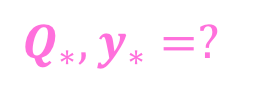 Q*, y* =?